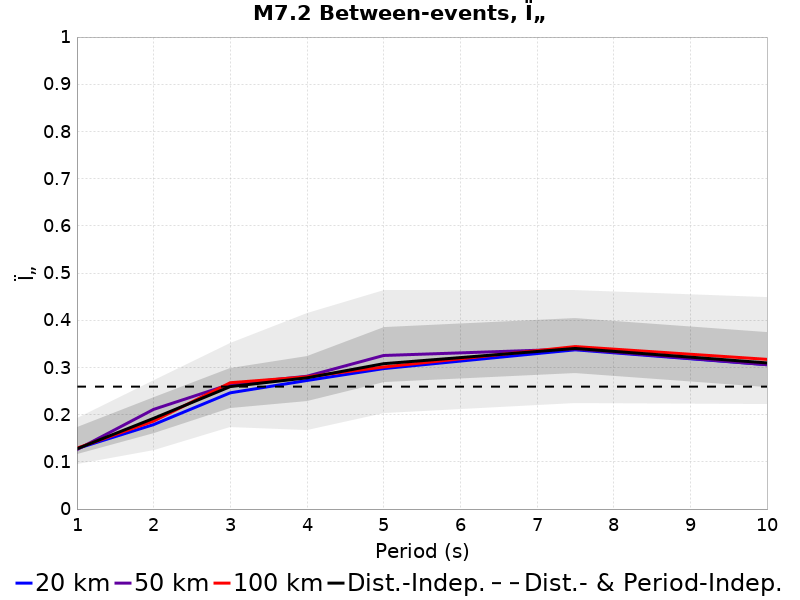 M7.2 Between-events, Ï„
1
0.9
0.8
0.7
0.6
0.5
0.4
0.3
0.2
0.1
0
Ï„
1 2 3 4 5 6 7 8 9 10
Period (s)
20 km 50 km 100 km Dist.-Indep. Dist.- & Period-Indep.